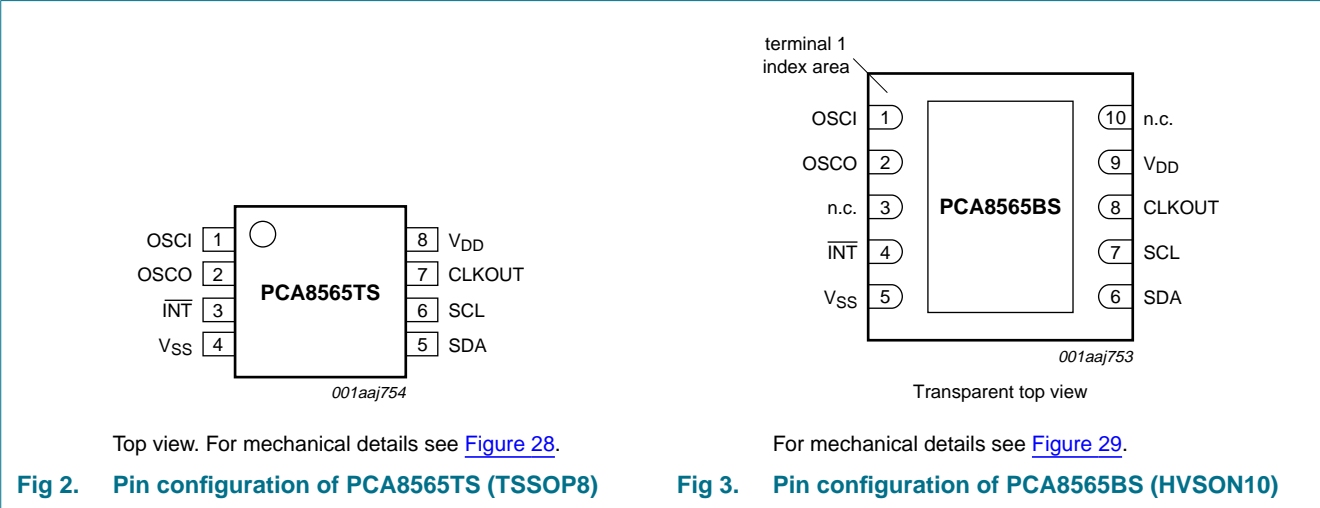 OSCI 1
OSCO 2
INT 3
VSS 4
PCA8565TS
8 VDD
7 CLKOUT
6 SCL
5 SDA
001aaj754
Top view. For mechanical details see Figure 28.
Fig 2. Pin configuration of PCA8565TS (TSSOP8)
terminal 1
index area
OSCI 1
OSCO 2
n.c. 3
INT 4
VSS 5
PCA8565BS
10 n.c.
9 VDD
8 CLKOUT
7 SCL
6 SDA
001aaj753
Transparent top view
For mechanical details see Figure 29.
Fig 3. Pin configuration of PCA8565BS (HVSON10)